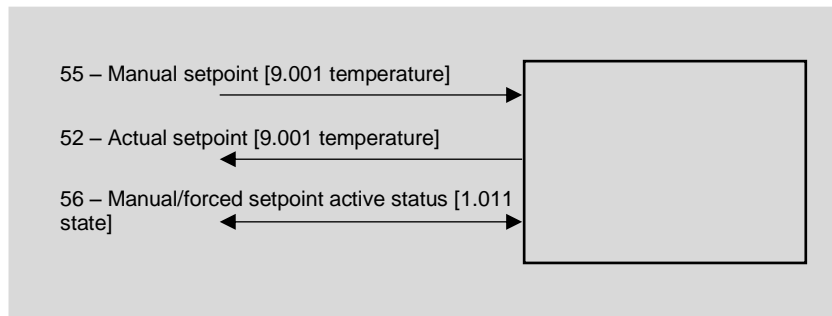 55 – Manual setpoint [9.001 temperature]
52 – Actual setpoint [9.001 temperature]
56 – Manual/forced setpoint active status [1.011
state]